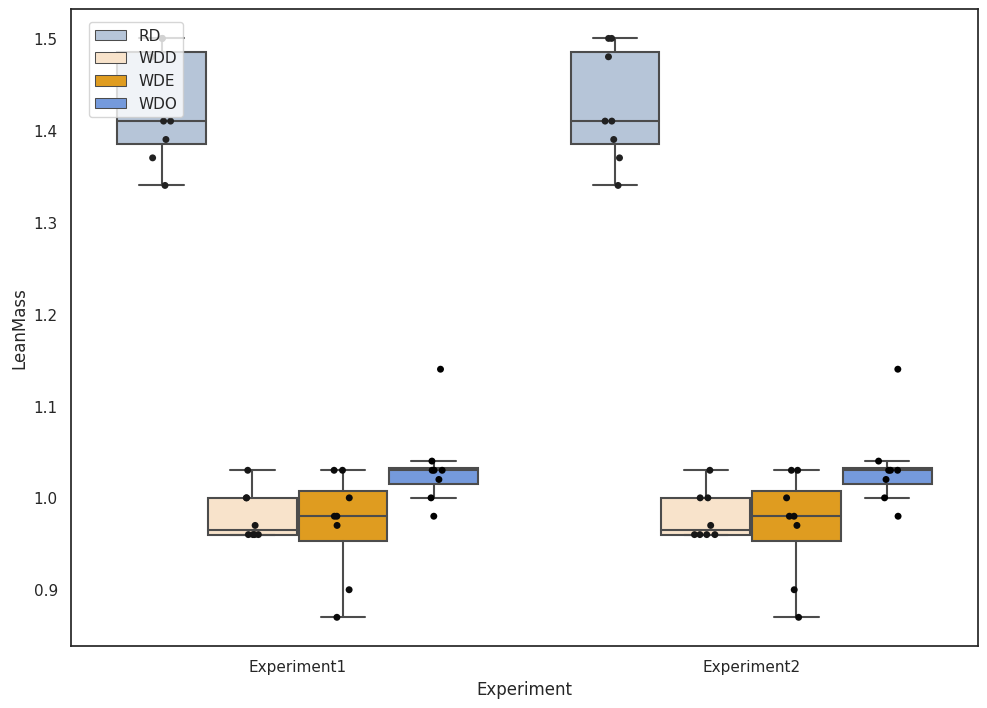 RD
WDD
WDE
WDO
LeanMass
1.5
1.4
1.3
1.2
1.1
1.0
0.9
Experiment1
Experiment2
Experiment